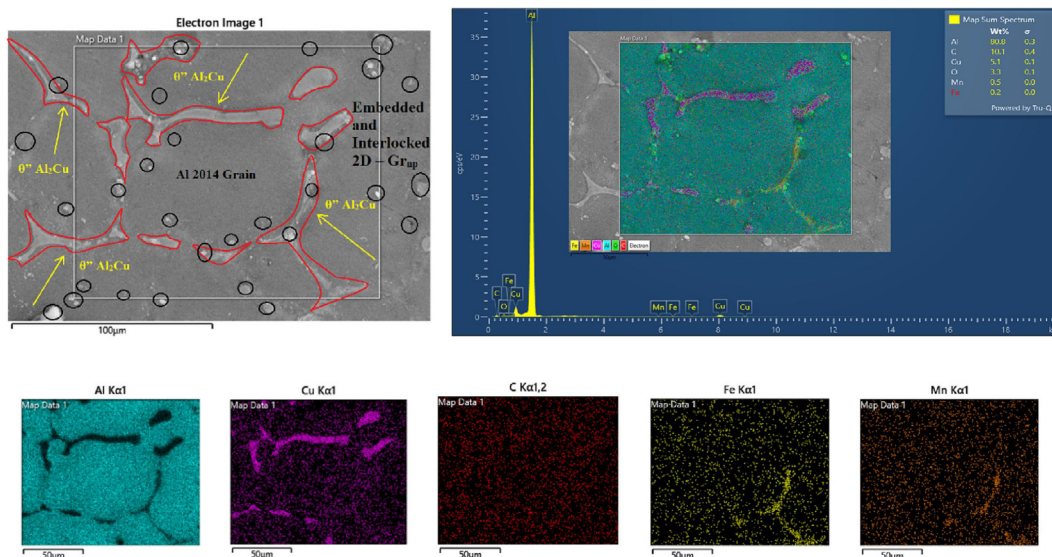 Electron Image 1
Map Data 1
θ’’ Al₂Cu
Embedded
and
Interlocked
2D – Grₙₚ
θ’’ Al₂Cu
Al 2014 Grain
θ’’ Al₂Cu
θ’’ Al₂Cu
100µm
Map Sum Spectrum
Wt% σ
Al 80.8 0.3
C 10.1 0.4
Cu 5.1 0.1
O 3.3 0.1
Mn 0.5 0.0
Fe 0.2 0.0
Powered by Tru-Q
cps/eV
35
30
25
20
15
10
5
0
Al
Fe
C Cu
O
Mn Fe Fe Cu Cu
Fe Mn Cu Al O C Electron
0 2 4 6 8 10 12 14 16 18
Al Kα1
Map Data 1
50µm
Cu Kα1
Map Data 1
50µm
C Kα1,2
Map Data 1
50µm
Fe Kα1
Map Data 1
50µm
Mn Kα1
Map Data 1
50µm